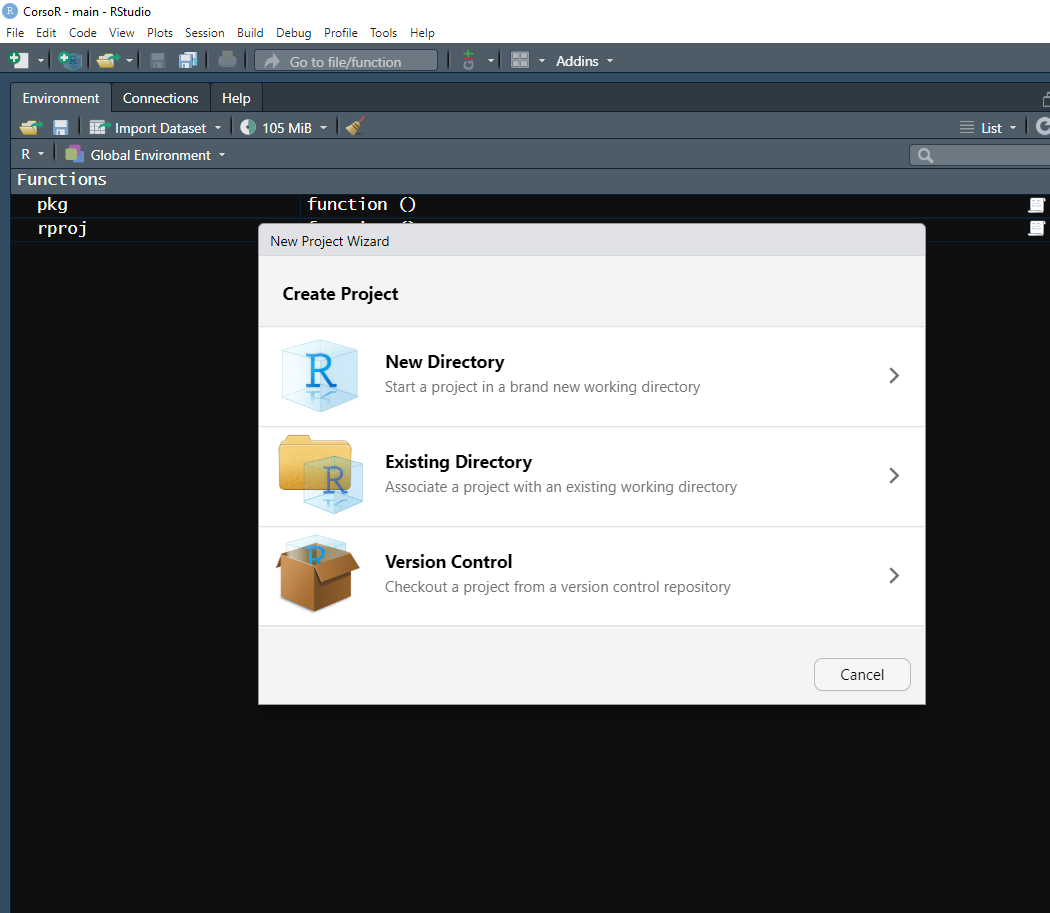 CorsoR - main - RStudio
File Edit Code View Plots Session Build Debug Profile Tools Help
Go to file/function Addins
Environment Connections Help
Import Dataset 105 MiB List
R Global Environment
Functions
pkg function ()
rproj
New Project Wizard
Create Project
New Directory
Start a project in a brand new working directory
Existing Directory
Associate a project with an existing working directory
Version Control
Checkout a project from a version control repository
Cancel